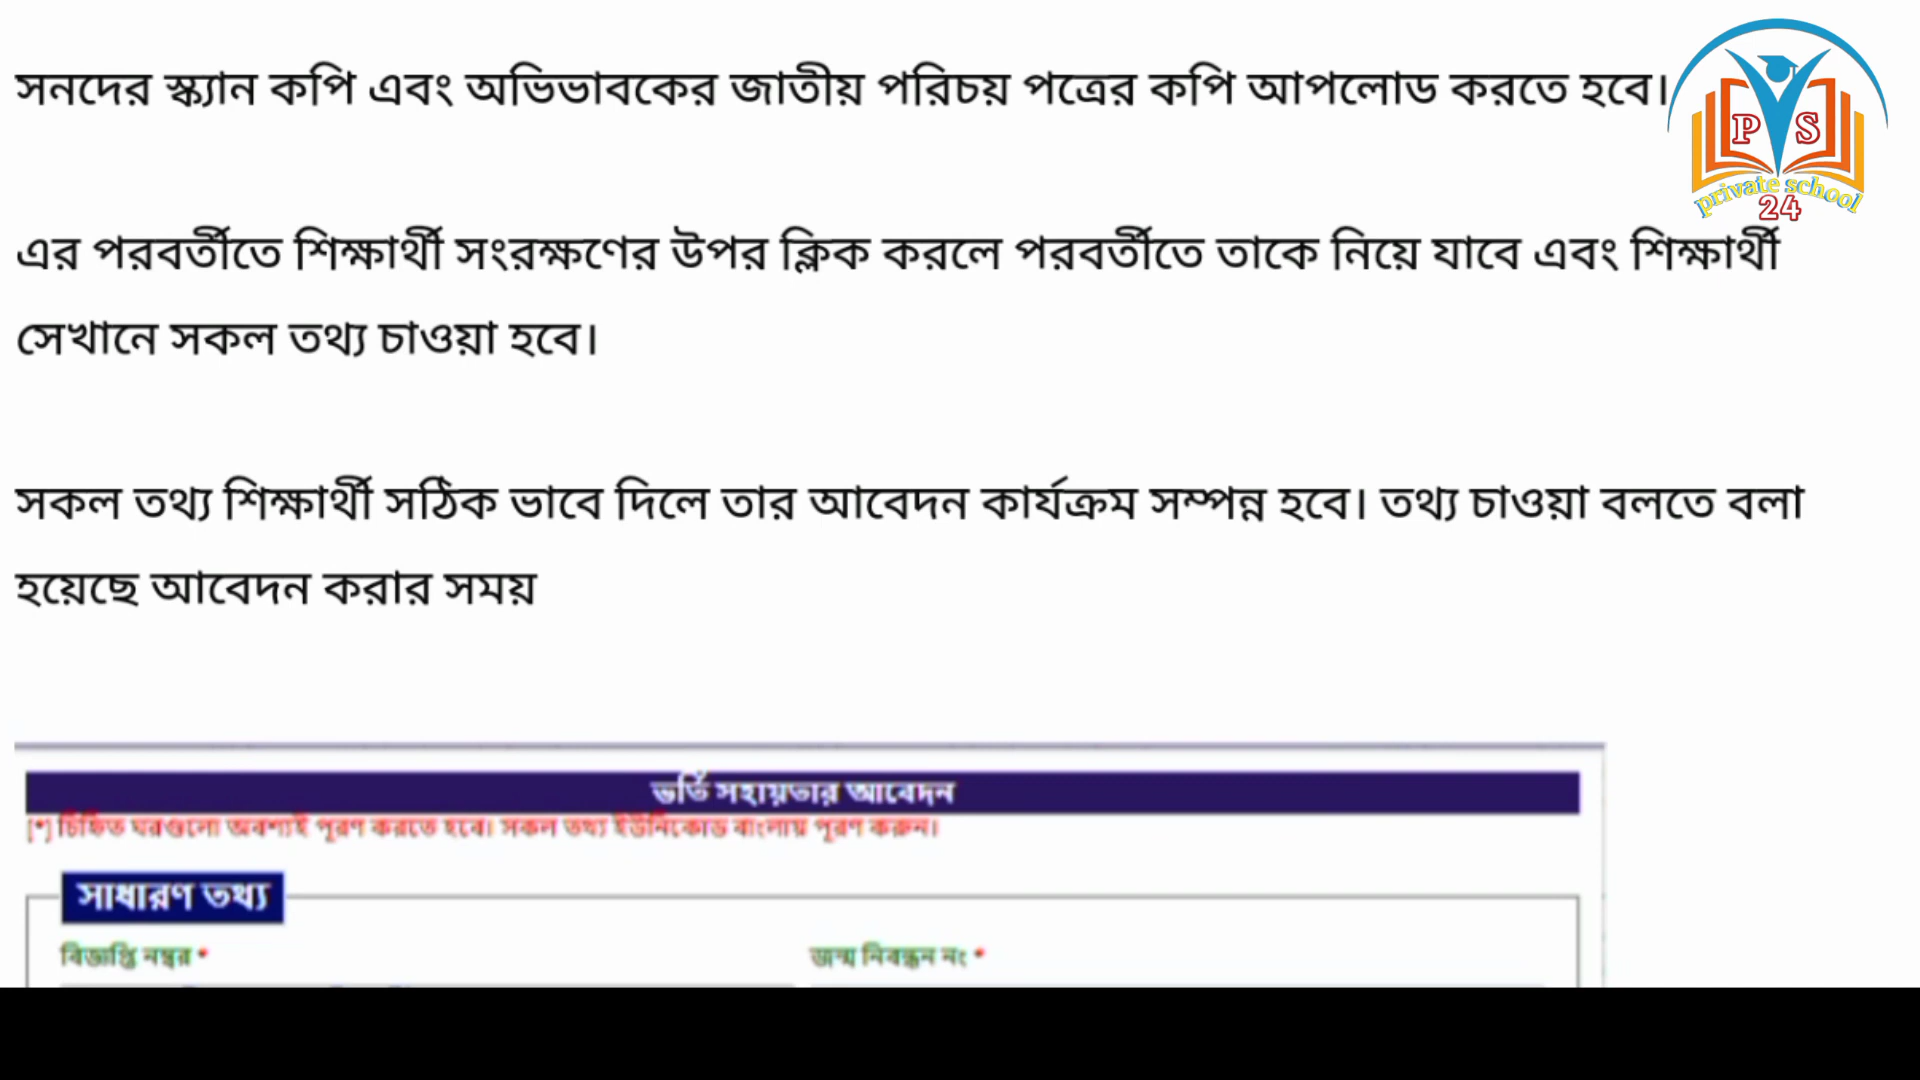 সনদের স্ক্যান কপি এবং অভিভাবকের জাতীয় পরিচয় পত্রের কপি আপলোড করতে হবে।
P S
private school
24
এর পরবর্তীতে শিক্ষার্থী সংরক্ষণের উপর ক্লিক করলে পরবর্তীতে তাকে নিয়ে যাবে এবং শিক্ষার্থী
সেখানে সকল তথ্য চাওয়া হবে।
সকল তথ্য শিক্ষার্থী সঠিক ভাবে দিলে তার আবেদন কার্যক্রম সম্পন্ন হবে। তথ্য চাওয়া বলতে বলা
হয়েছে আবেদন করার সময়
ভর্তি সহায়তার আবেদন
[*] চিহ্নিত ঘরগুলো অবশ্যই পূরণ করতে হবে। সকল তথ্য ইউনিকোড বাংলায় পূরণ করুন।
সাধারণ তথ্য
বিজ্ঞপ্তি নম্বর *
জন্ম নিবন্ধন নং *